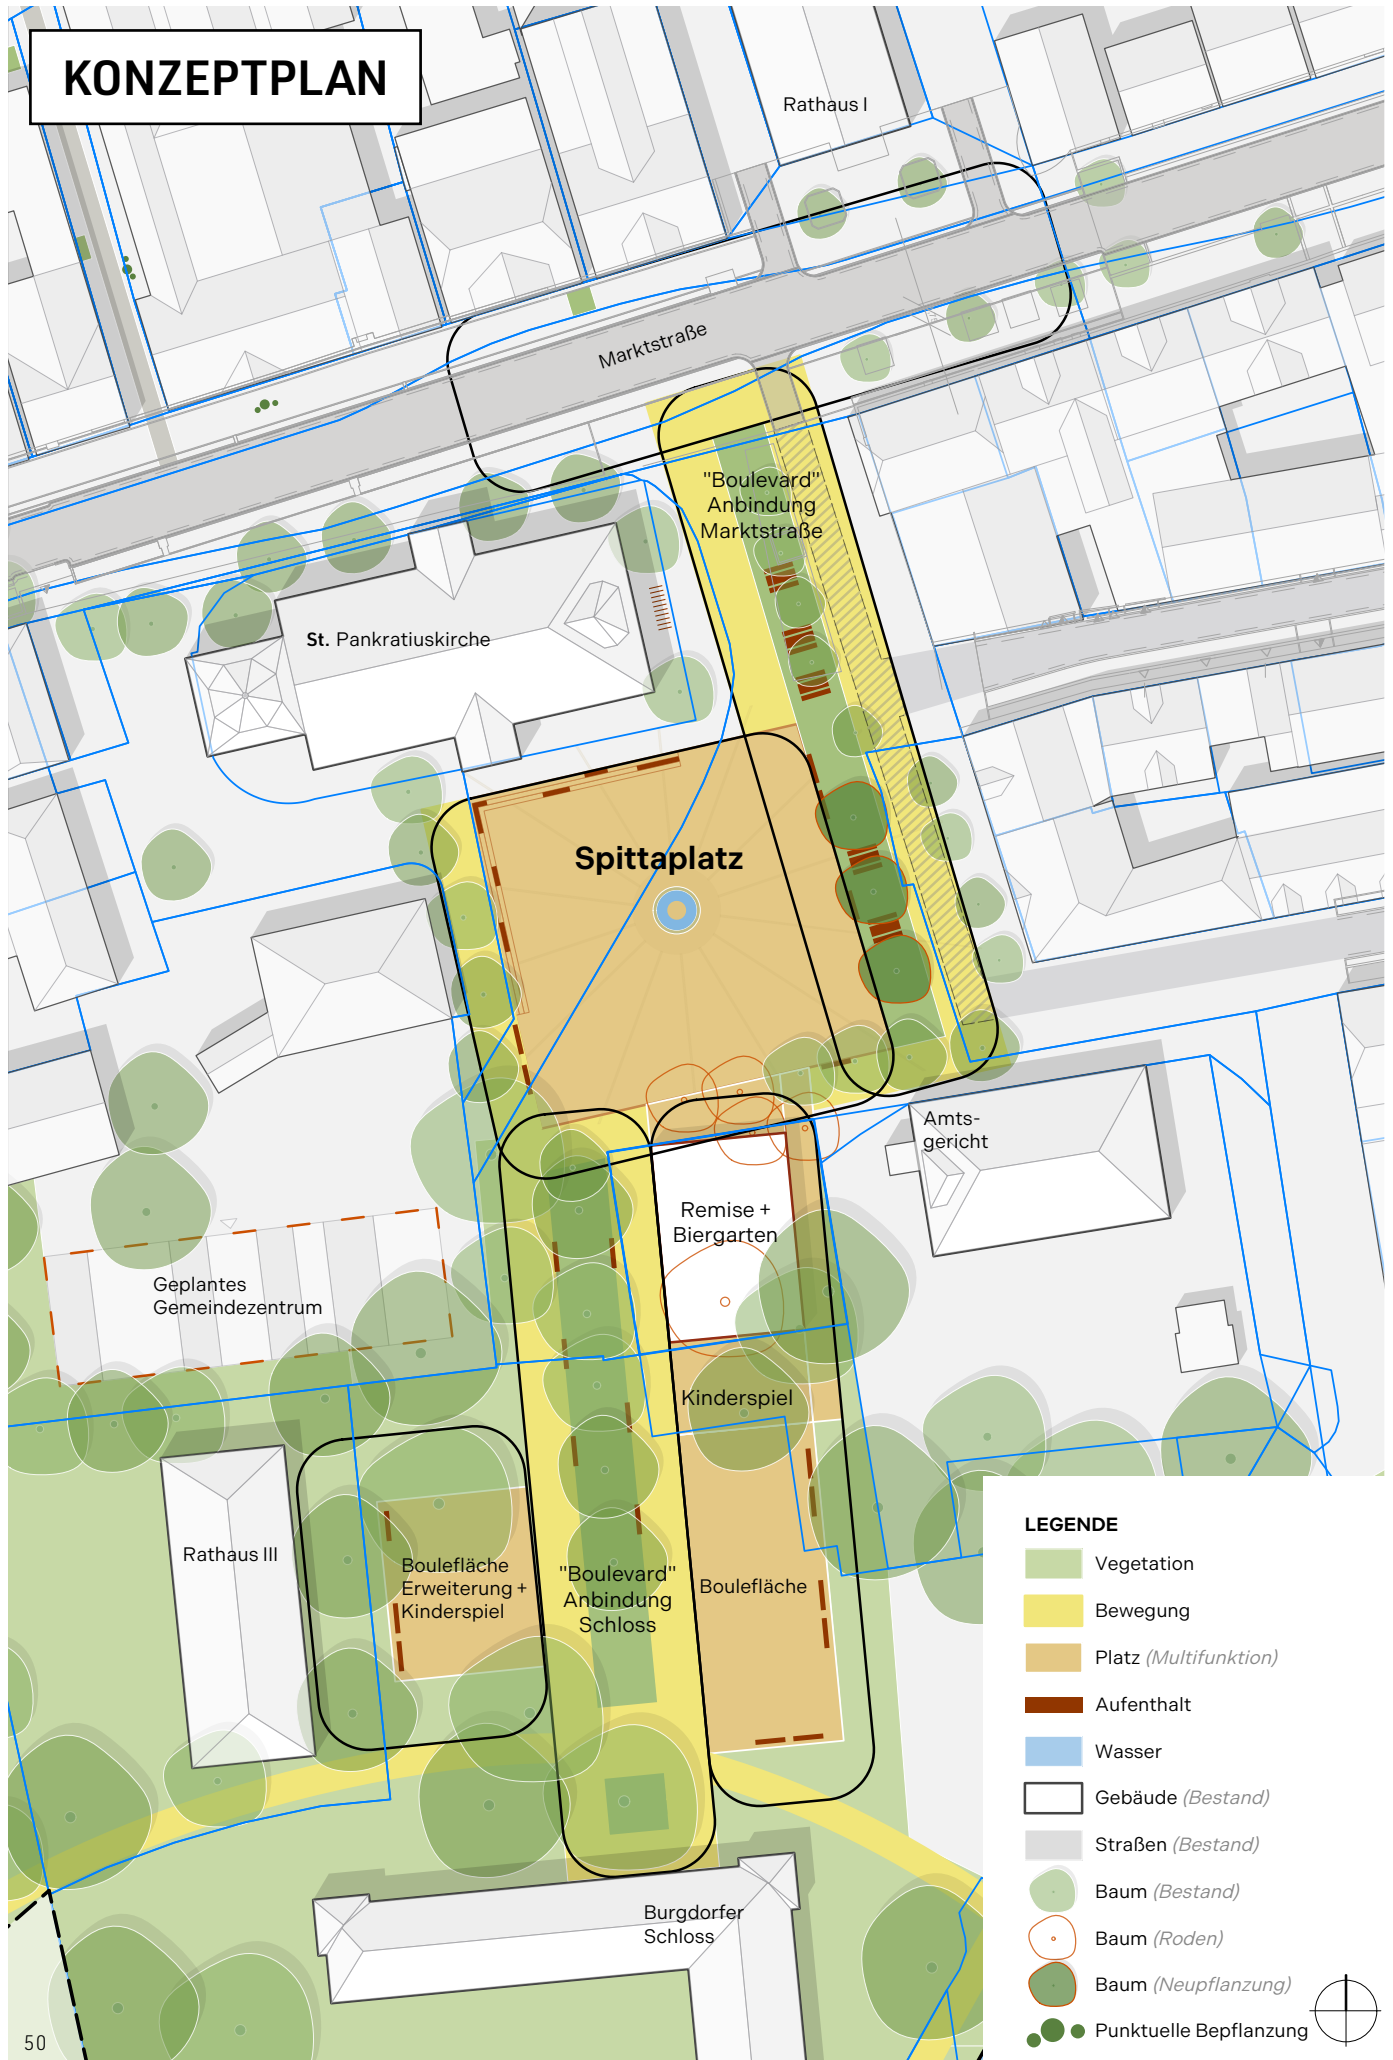 KONZEPTPLAN
Rathaus I
Marktstraße
"Boulevard"
Anbindung
Marktstraße
St. Pankratiuskirche
Spittaplatz
Amts-
gericht
Remise +
Biergarten
Geplantes
Gemeindezentrum
Kinderspiel
Rathaus III
Boulefläche
Erweiterung +
Kinderspiel
"Boulevard"
Anbindung
Schloss
Boulefläche
Burgdorfer
Schloss
LEGENDE
Vegetation
Bewegung
Platz (Multifunktion)
Aufenthalt
Wasser
Gebäude (Bestand)
Straßen (Bestand)
Baum (Bestand)
Baum (Roden)
Baum (Neupflanzung)
Punktuelle Bepflanzung
50